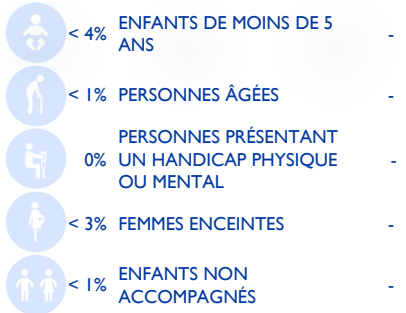 < 4% ENFANTS DE MOINS DE 5 -
ANS
< 1% PERSONNES ÂGÉES -
PERSONNES PRÉSENTANT
0% UN HANDICAP PHYSIQUE -
OU MENTAL
< 3% FEMMES ENCEINTES -
< 1% ENFANTS NON -
ACCOMPAGNÉS